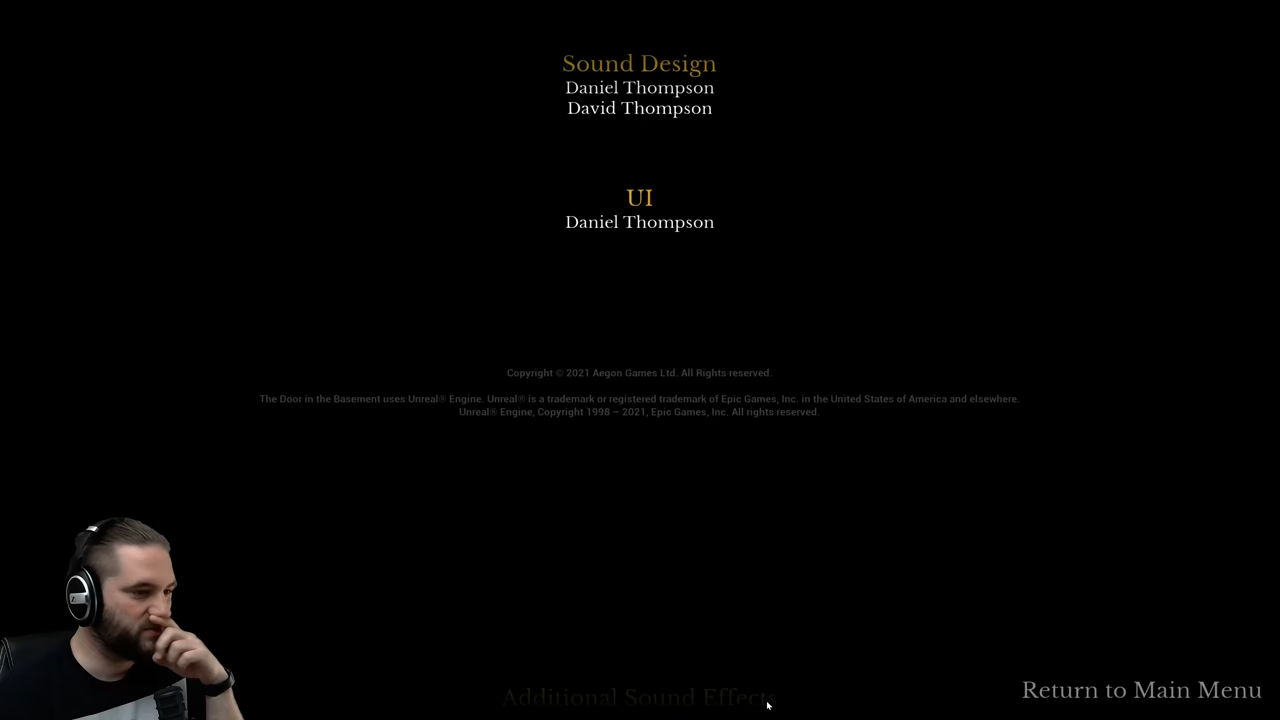 Sound Design
Daniel Thompson
David Thompson
UI
Daniel Thompson
Copyright © 2021 Aegon Games Ltd. All Rights reserved.
The Door in the Basement uses Unreal® Engine. Unreal® is a trademark or registered trademark of Epic Games, Inc. in the United States of America and elsewhere.
Unreal® Engine, Copyright 1998 – 2021, Epic Games, Inc. All rights reserved.
Additional Sound Effects
Return to Main Menu